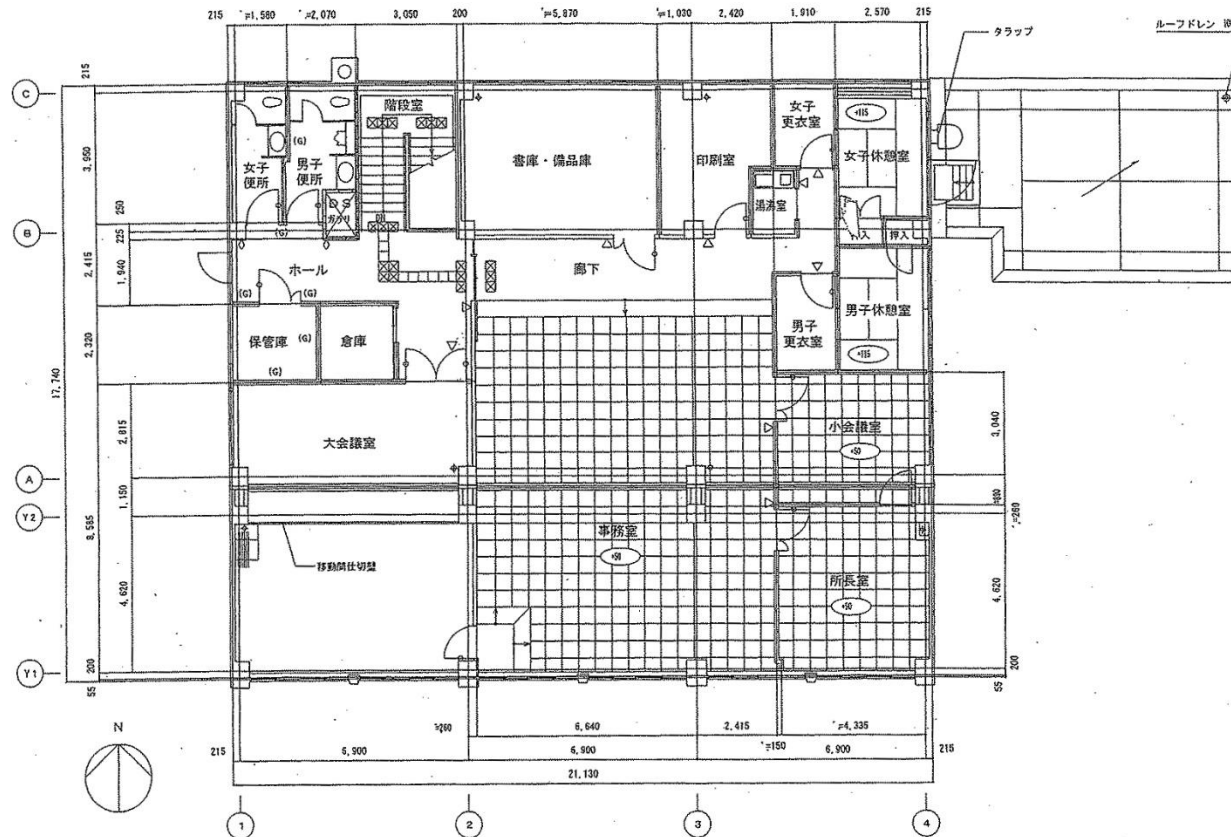 215 ''=1,580 ''=2,070 3,050 200 ''=5,870 ''=1,030 2,420 1,910 2,570 215
タラップ
ルーフドレン
215
C
階段室
女子
更衣室
+115
3,950
(G)
書庫・備品庫
印刷室
女子
便所
男子
便所
女子休憩室
湯沸室
250
(G)
B
225
押入
2,415
1,940
ホール
廊下
(G)
(G)
男子休憩室
17,740
2,320
保管庫
(G)
倉庫
男子
更衣室
+115
(G)
2,815
大会議室
小会議室
+50
3,040
A
1,150
Y2
8,585
事務室
+50
''=260
移動間仕切壁
所長室
+50
4,620
4,620
200
200
Y1
55
55
N
''=260
6,640
2,415
''=4,335
215
6,900
6,900
''=150
6,900
215
21,130
1
2
3
4